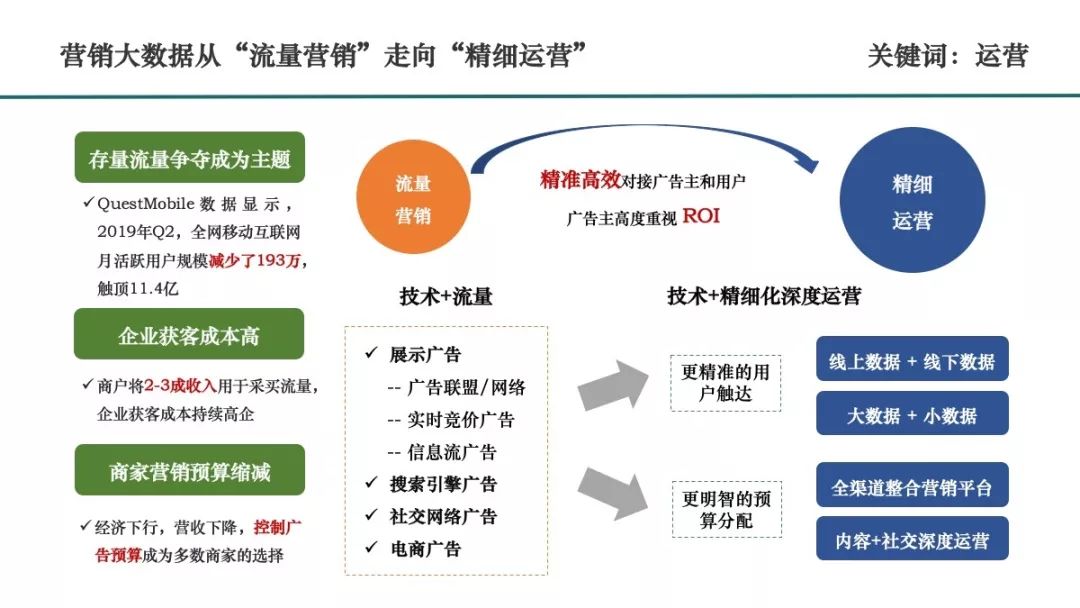 营销大数据从“流量营销”走向“精细运营”
关键词：运营
存量流量争夺成为主题
✓QuestMobile数据显示，
2019年Q2，全网移动互联网
月活跃用户规模减少了193万，
触顶11.4亿
企业获客成本高
✓商户将2-3成收入用于采买流量，
企业获客成本持续高企
商家营销预算缩减
✓经济下行，营收下降，控制广
告预算成为多数商家的选择
流量
营销
精准高效对接广告主和用户
广告主高度重视 ROI
精细
运营
技术+流量
✓ 展示广告
-- 广告联盟/网络
-- 实时竞价广告
-- 信息流广告
✓ 搜索引擎广告
✓ 社交网络广告
✓ 电商广告
技术+精细化深度运营
更精准的用
户触达
线上数据 + 线下数据
大数据 + 小数据
更明智的预
算分配
全渠道整合营销平台
内容+社交深度运营